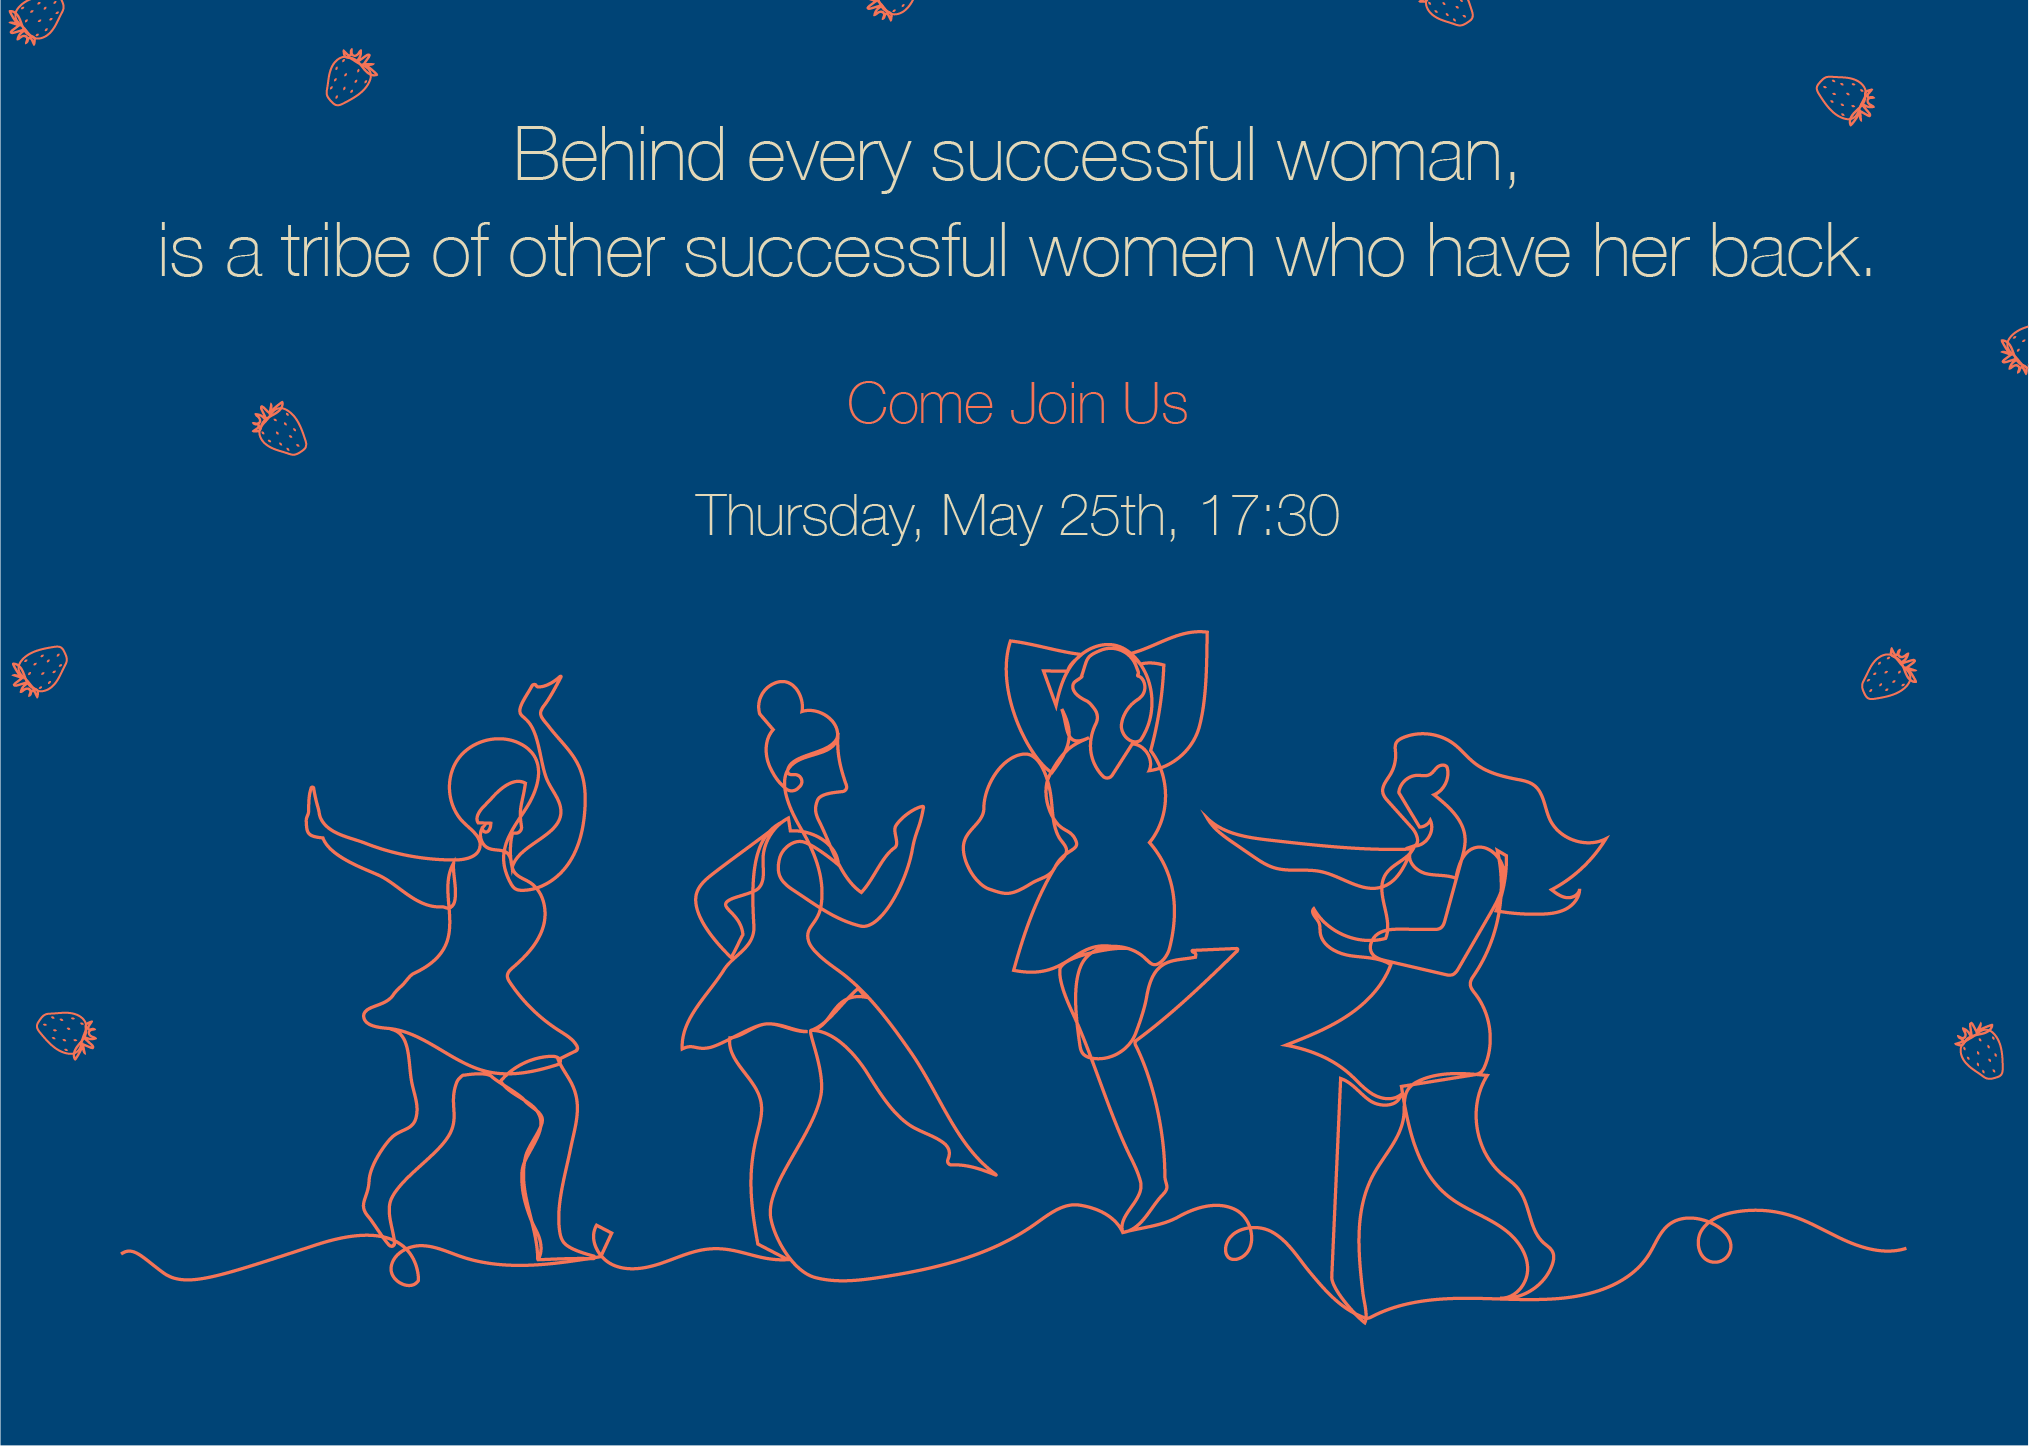 Behind every successful woman,
is a tribe of other successful women who have her back.
Come Join Us
Thursday, May 25th, 17:30